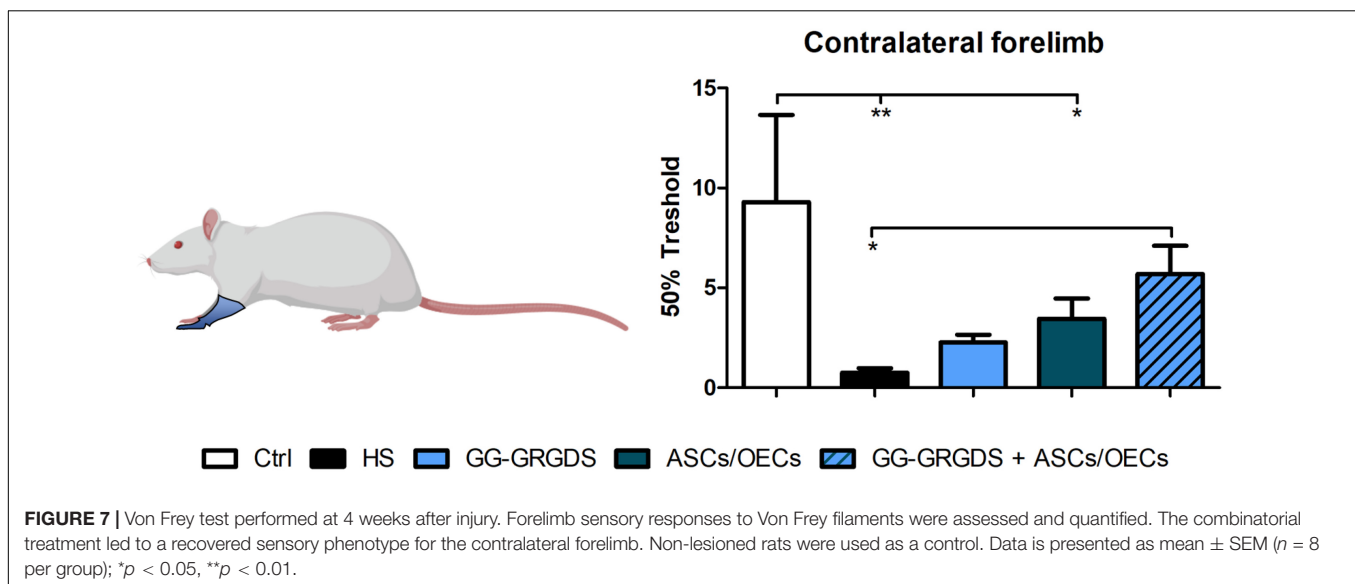 Contralateral forelimb
15
10
5
0
50% Treshold
** *
*
Ctrl HS GG-GRGDS ASCs/OECs GG-GRGDS + ASCs/OECs
FIGURE 7 | Von Frey test performed at 4 weeks after injury. Forelimb sensory responses to Von Frey filaments were assessed and quantified. The combinatorial
treatment led to a recovered sensory phenotype for the contralateral forelimb. Non-lesioned rats were used as a control. Data is presented as mean ± SEM (n = 8
per group); *p < 0.05, **p < 0.01.